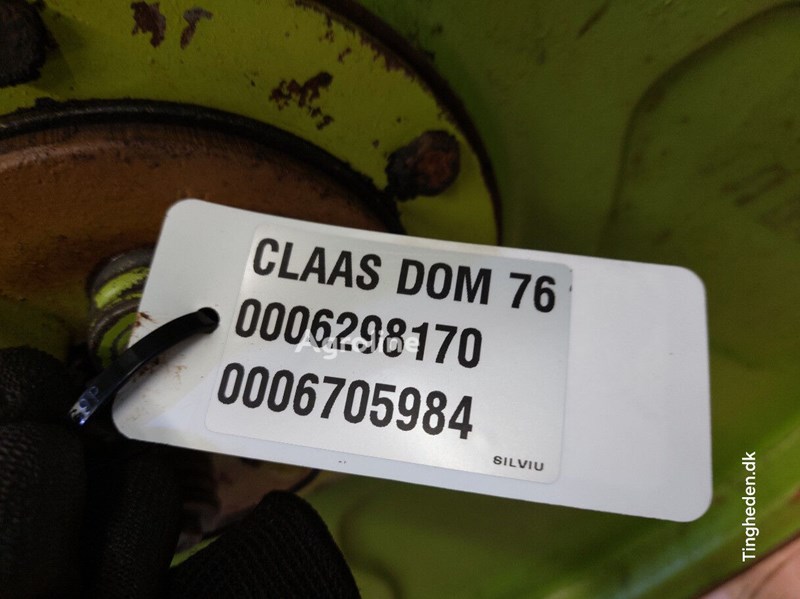 CLAAS DOM 76
0006298170
Agroline
0006705984
SILVIU
Tingheden.dk